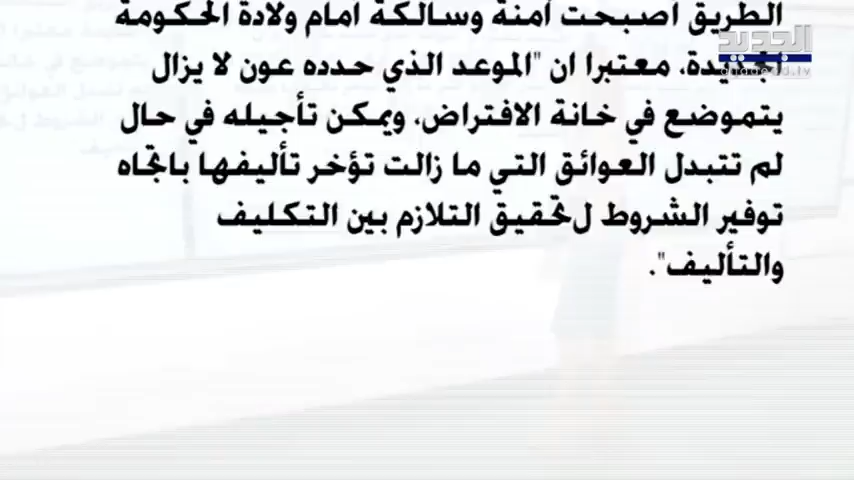 الطريق اصبحت آمنة وسالكة امام ولادة الحكومة
الجديدة، معتبرا ان "الموعد الذي حدده عون لا يزال
يتموضع في خانة الافتراض، ويمكن تأجيله في حال
لم تتبدل العوائق التي ما زالت تؤخر تأليفها باتجاه
توفير الشروط لتحقيق التلازم بين التكليف
والتأليف".
الجديد
aljadeed.tv